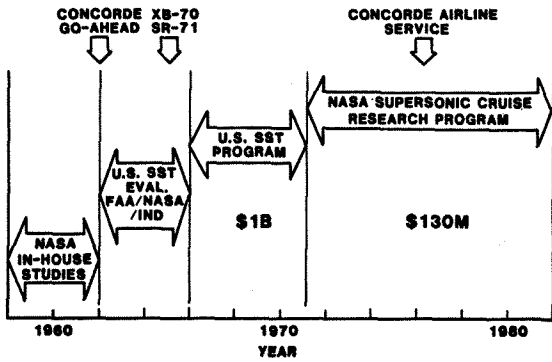 CONCORDE GO-AHEAD
XB-70
SR-71
CONCORDE AIRLINE
SERVICE
NASA SUPERSONIC CRUISE
RESEARCH PROGRAM
U.S. SST
PROGRAM
U.S. SST
EVAL.
FAA/NASA
/IND
$1B
$130M
NASA
IN-HOUSE
STUDIES
1960
1970
1980
YEAR